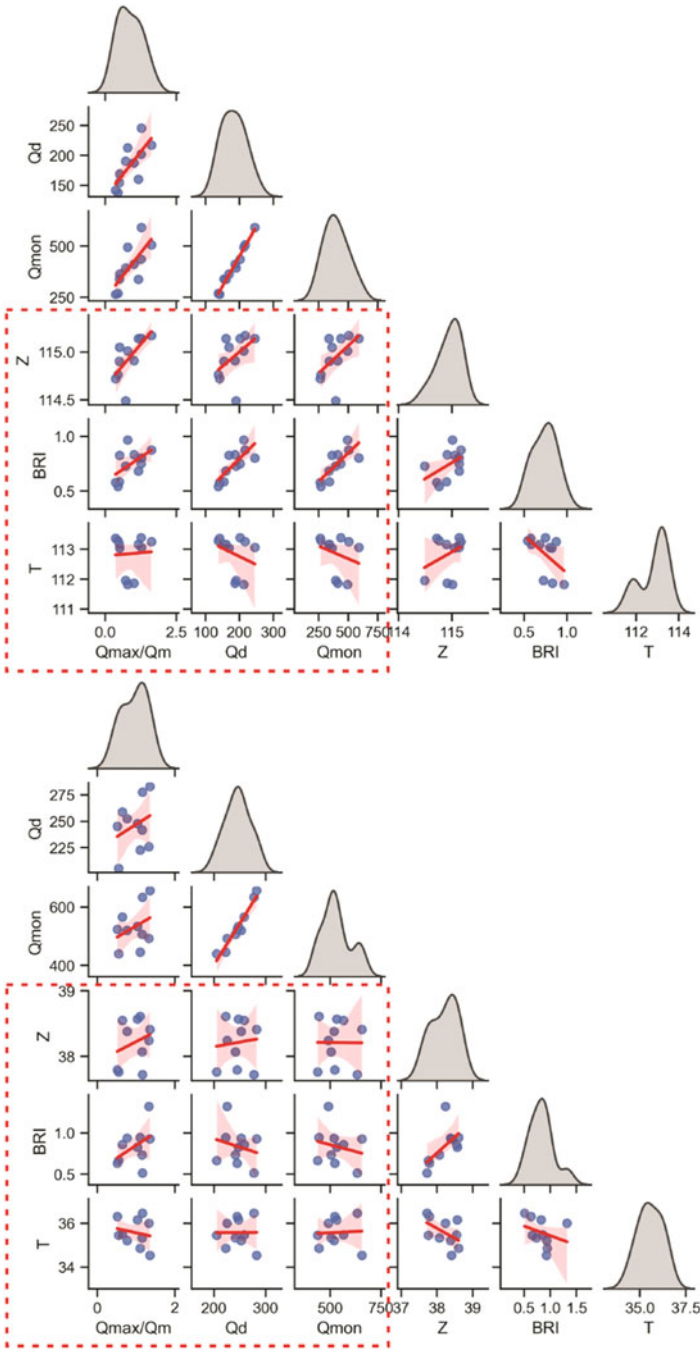 Qd
250
200
150
Qmon
500
250
Z
115.0
114.5
BRI
1.0
0.5
T
113
112
111
0.0 2.5 100 200 300 250 500 750 114 115 0.5 1.0 112 114
Qmax/Qm Qd Qmon Z BRI T
Qd
275
250
225
Qmon
600
400
Z
39
38
BRI
1.0
0.5
T
36
34
0 2 200 300 500 750 37 38 39 0.5 1.0 1.5 35.0 37.5
Qmax/Qm Qd Qmon Z BRI T